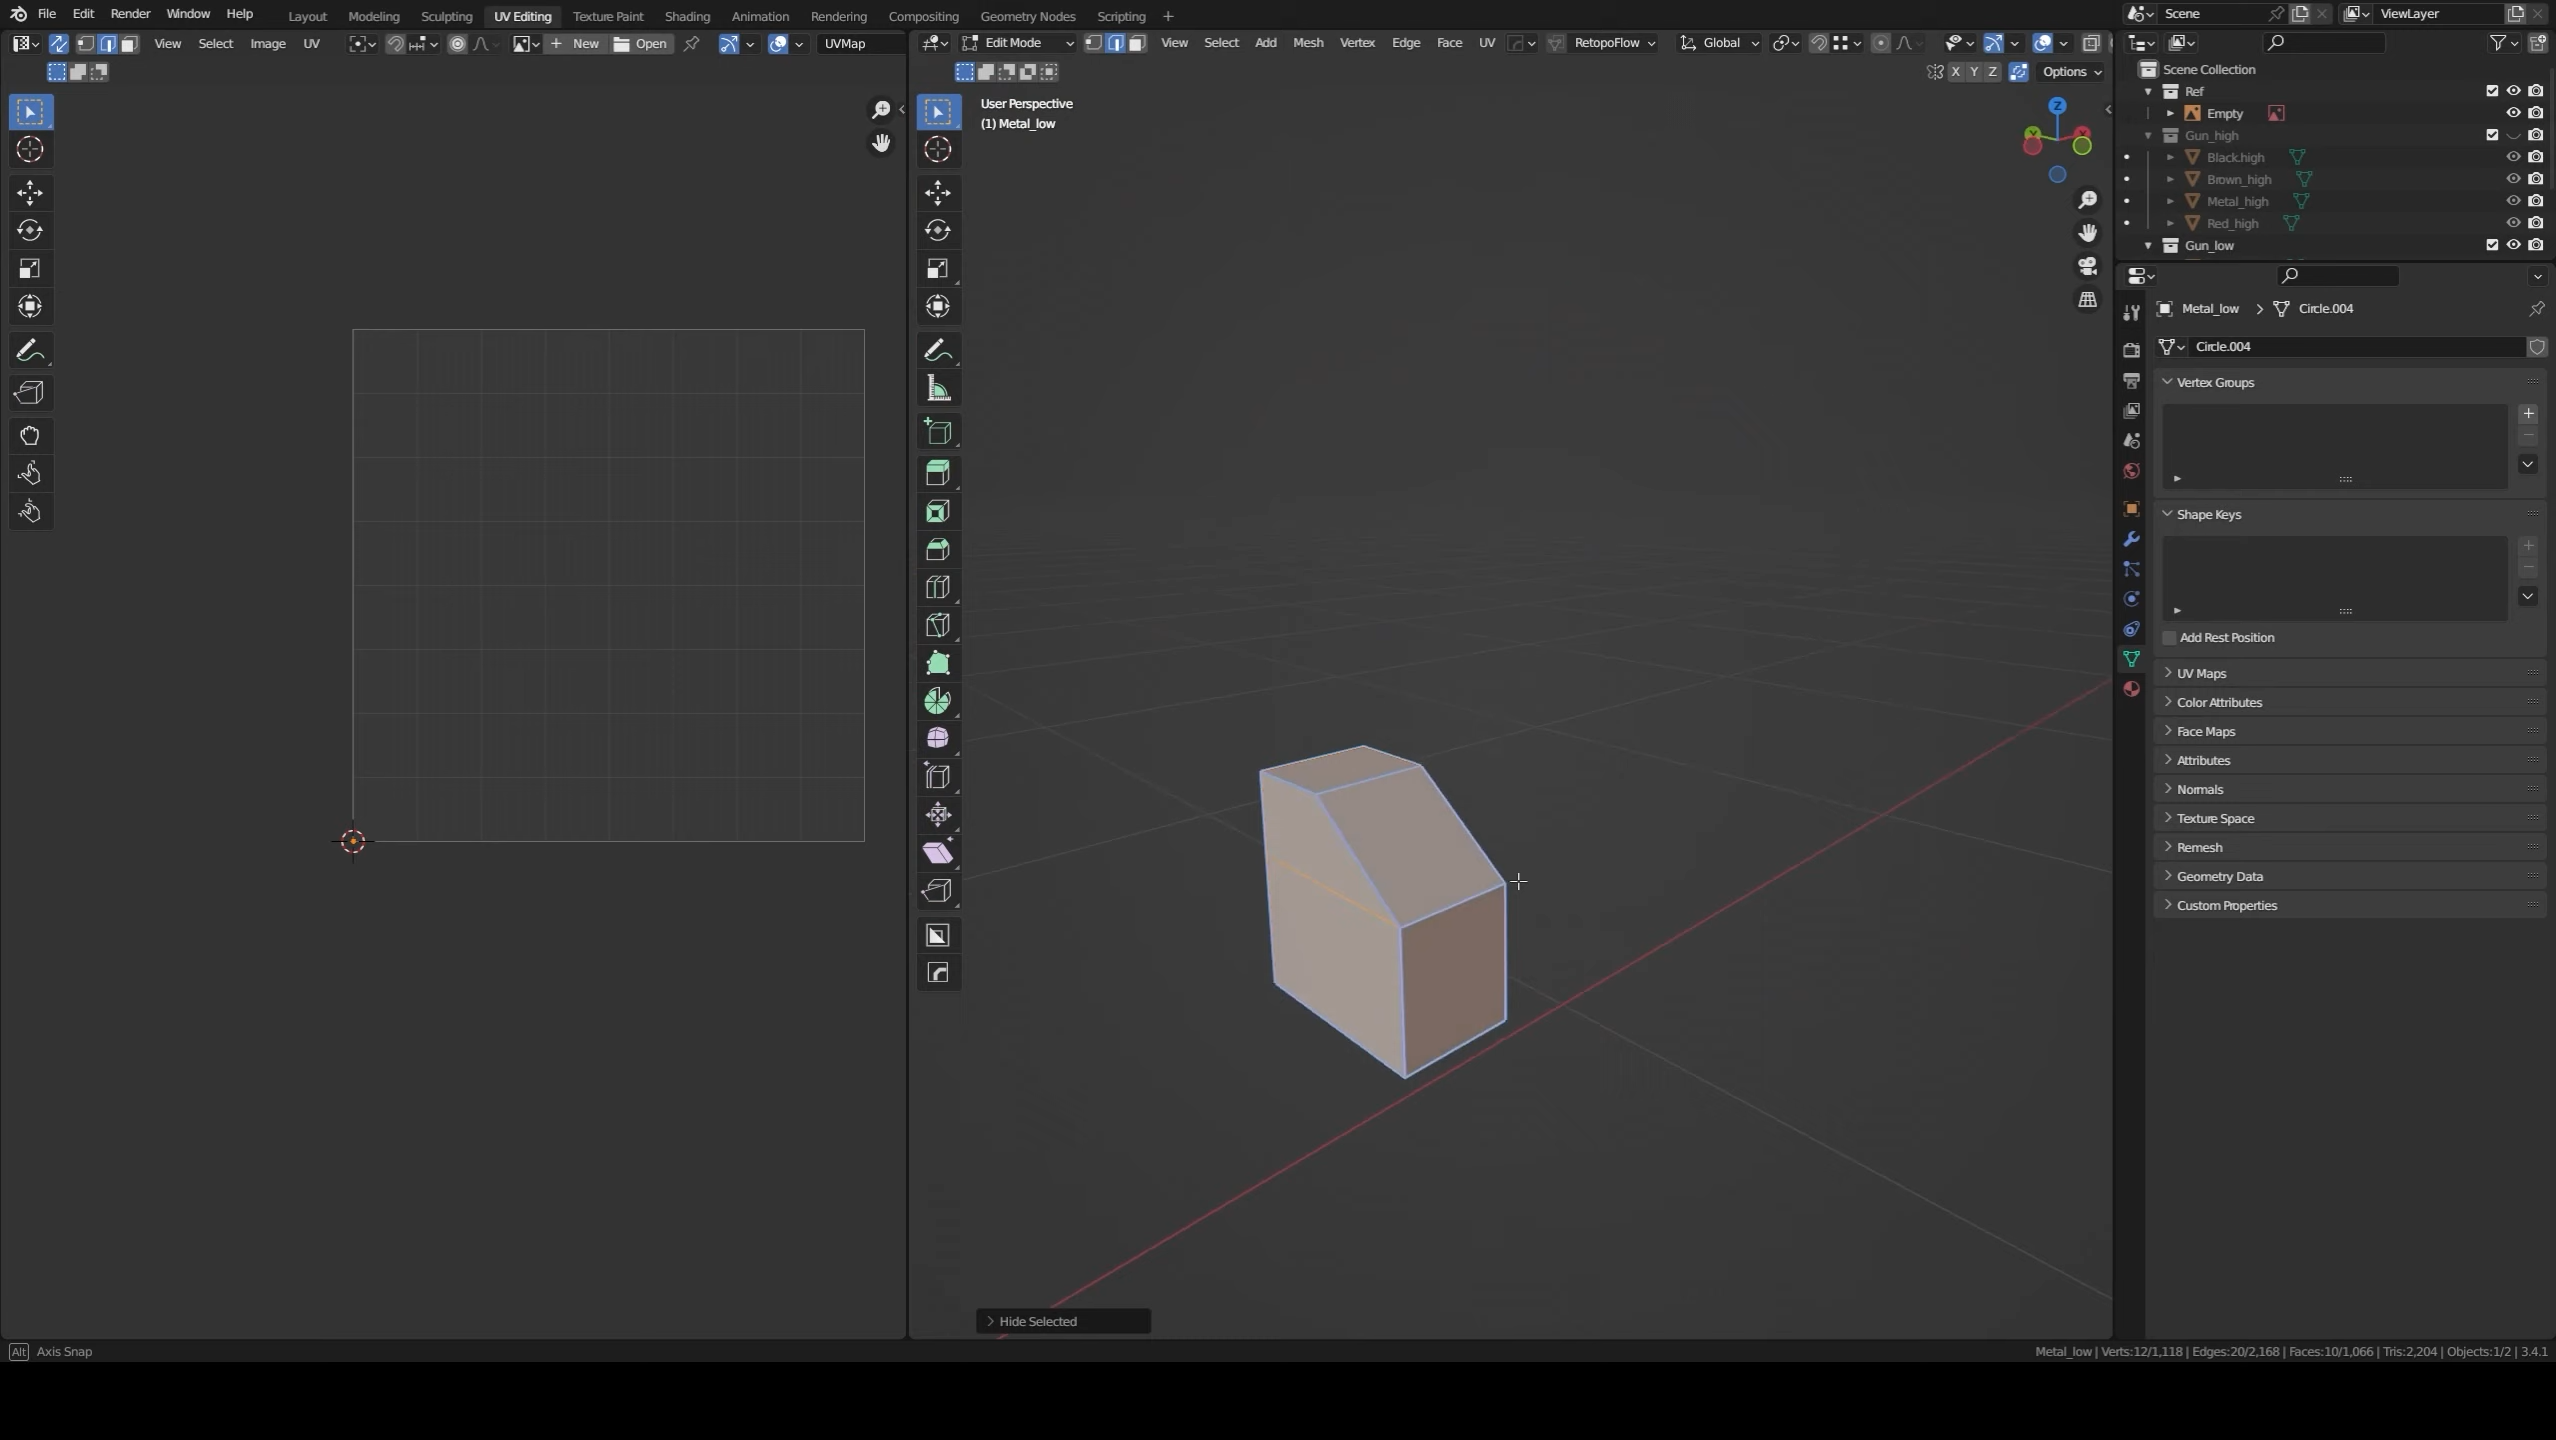 File Edit Render Window Help Layout Modeling Sculpting UV Editing Texture Paint Shading Animation Rendering Compositing Geometry Nodes Scripting + Scene ViewLayer
View Select Image UV New Open UVMap
Edit Mode View Select Add Mesh Vertex Edge Face UV RetopoFlow Global
X Y Z Options
User Perspective
(1) Metal_low
Z
Scene Collection
Ref
Empty
Gun_high
Black.high
Brown_high
Metal_high
Red_high
Gun_low
Metal_low > Circle.004
Circle.004
Vertex Groups
Shape Keys
Add Rest Position
UV Maps
Color Attributes
Face Maps
Attributes
Normals
Texture Space
Remesh
Geometry Data
Custom Properties
Hide Selected
Alt Axis Snap
Metal_low | Verts:12/1,118 | Edges:20/2,168 | Faces:10/1,066 | Tris:2,204 | Objects:1/2 | 3.4.1